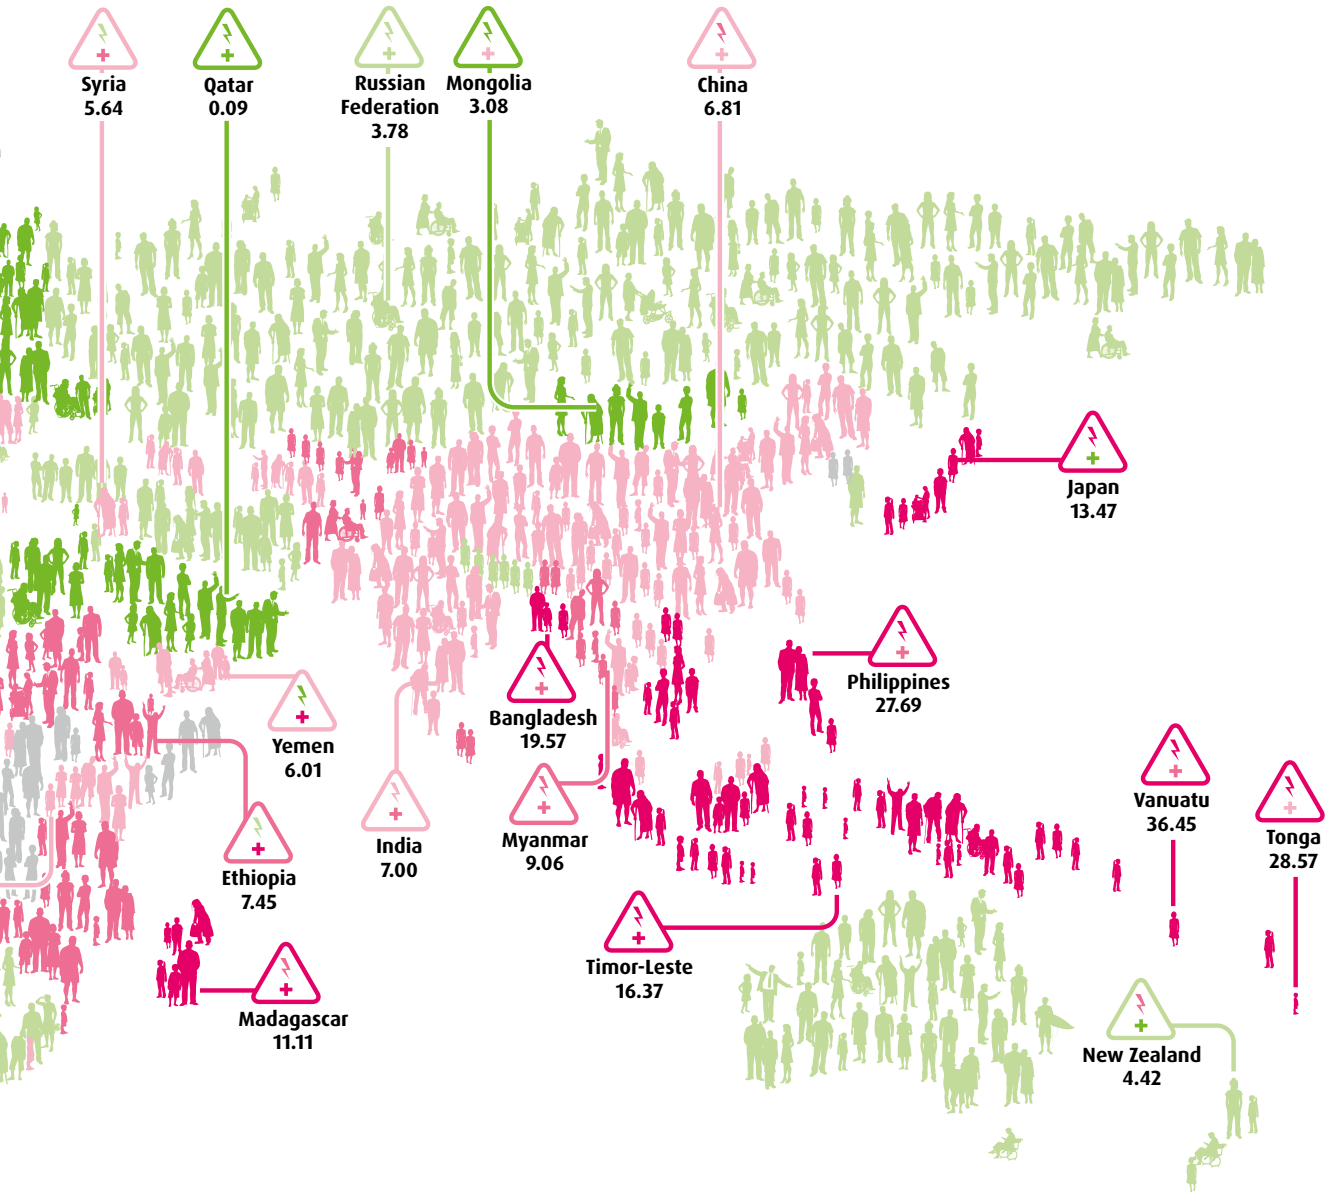 Syria
5.64
Qatar
0.09
Russian
Federation
3.78
Mongolia
3.08
China
6.81
Japan
13.47
Philippines
27.69
Bangladesh
19.57
Yemen
6.01
India
7.00
Myanmar
9.06
Vanuatu
36.45
Tonga
28.57
Ethiopia
7.45
Timor-Leste
16.37
Madagascar
11.11
New Zealand
4.42